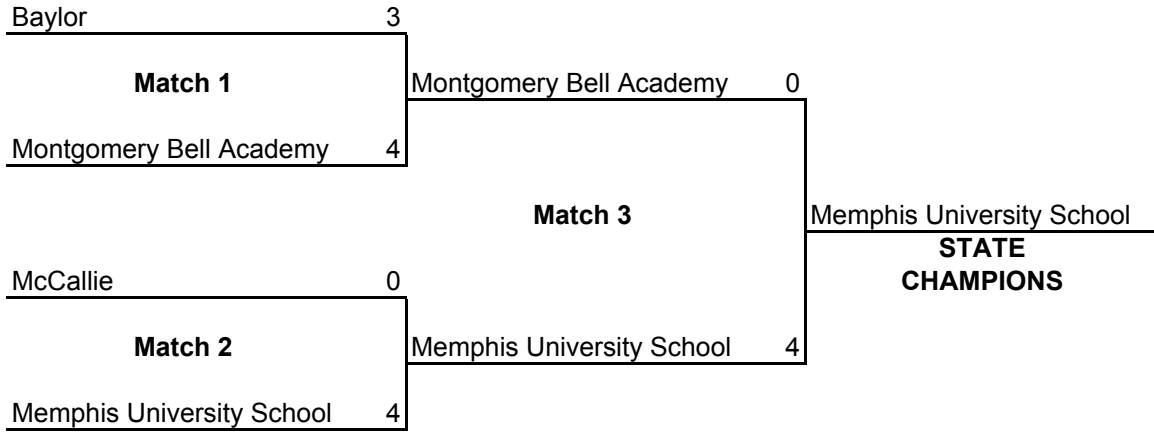 Baylor 3
Match 1
Montgomery Bell Academy 0
Montgomery Bell Academy 4
Match 3
Memphis University School
STATE
CHAMPIONS
McCallie 0
Match 2
Memphis University School 4
Memphis University School 4